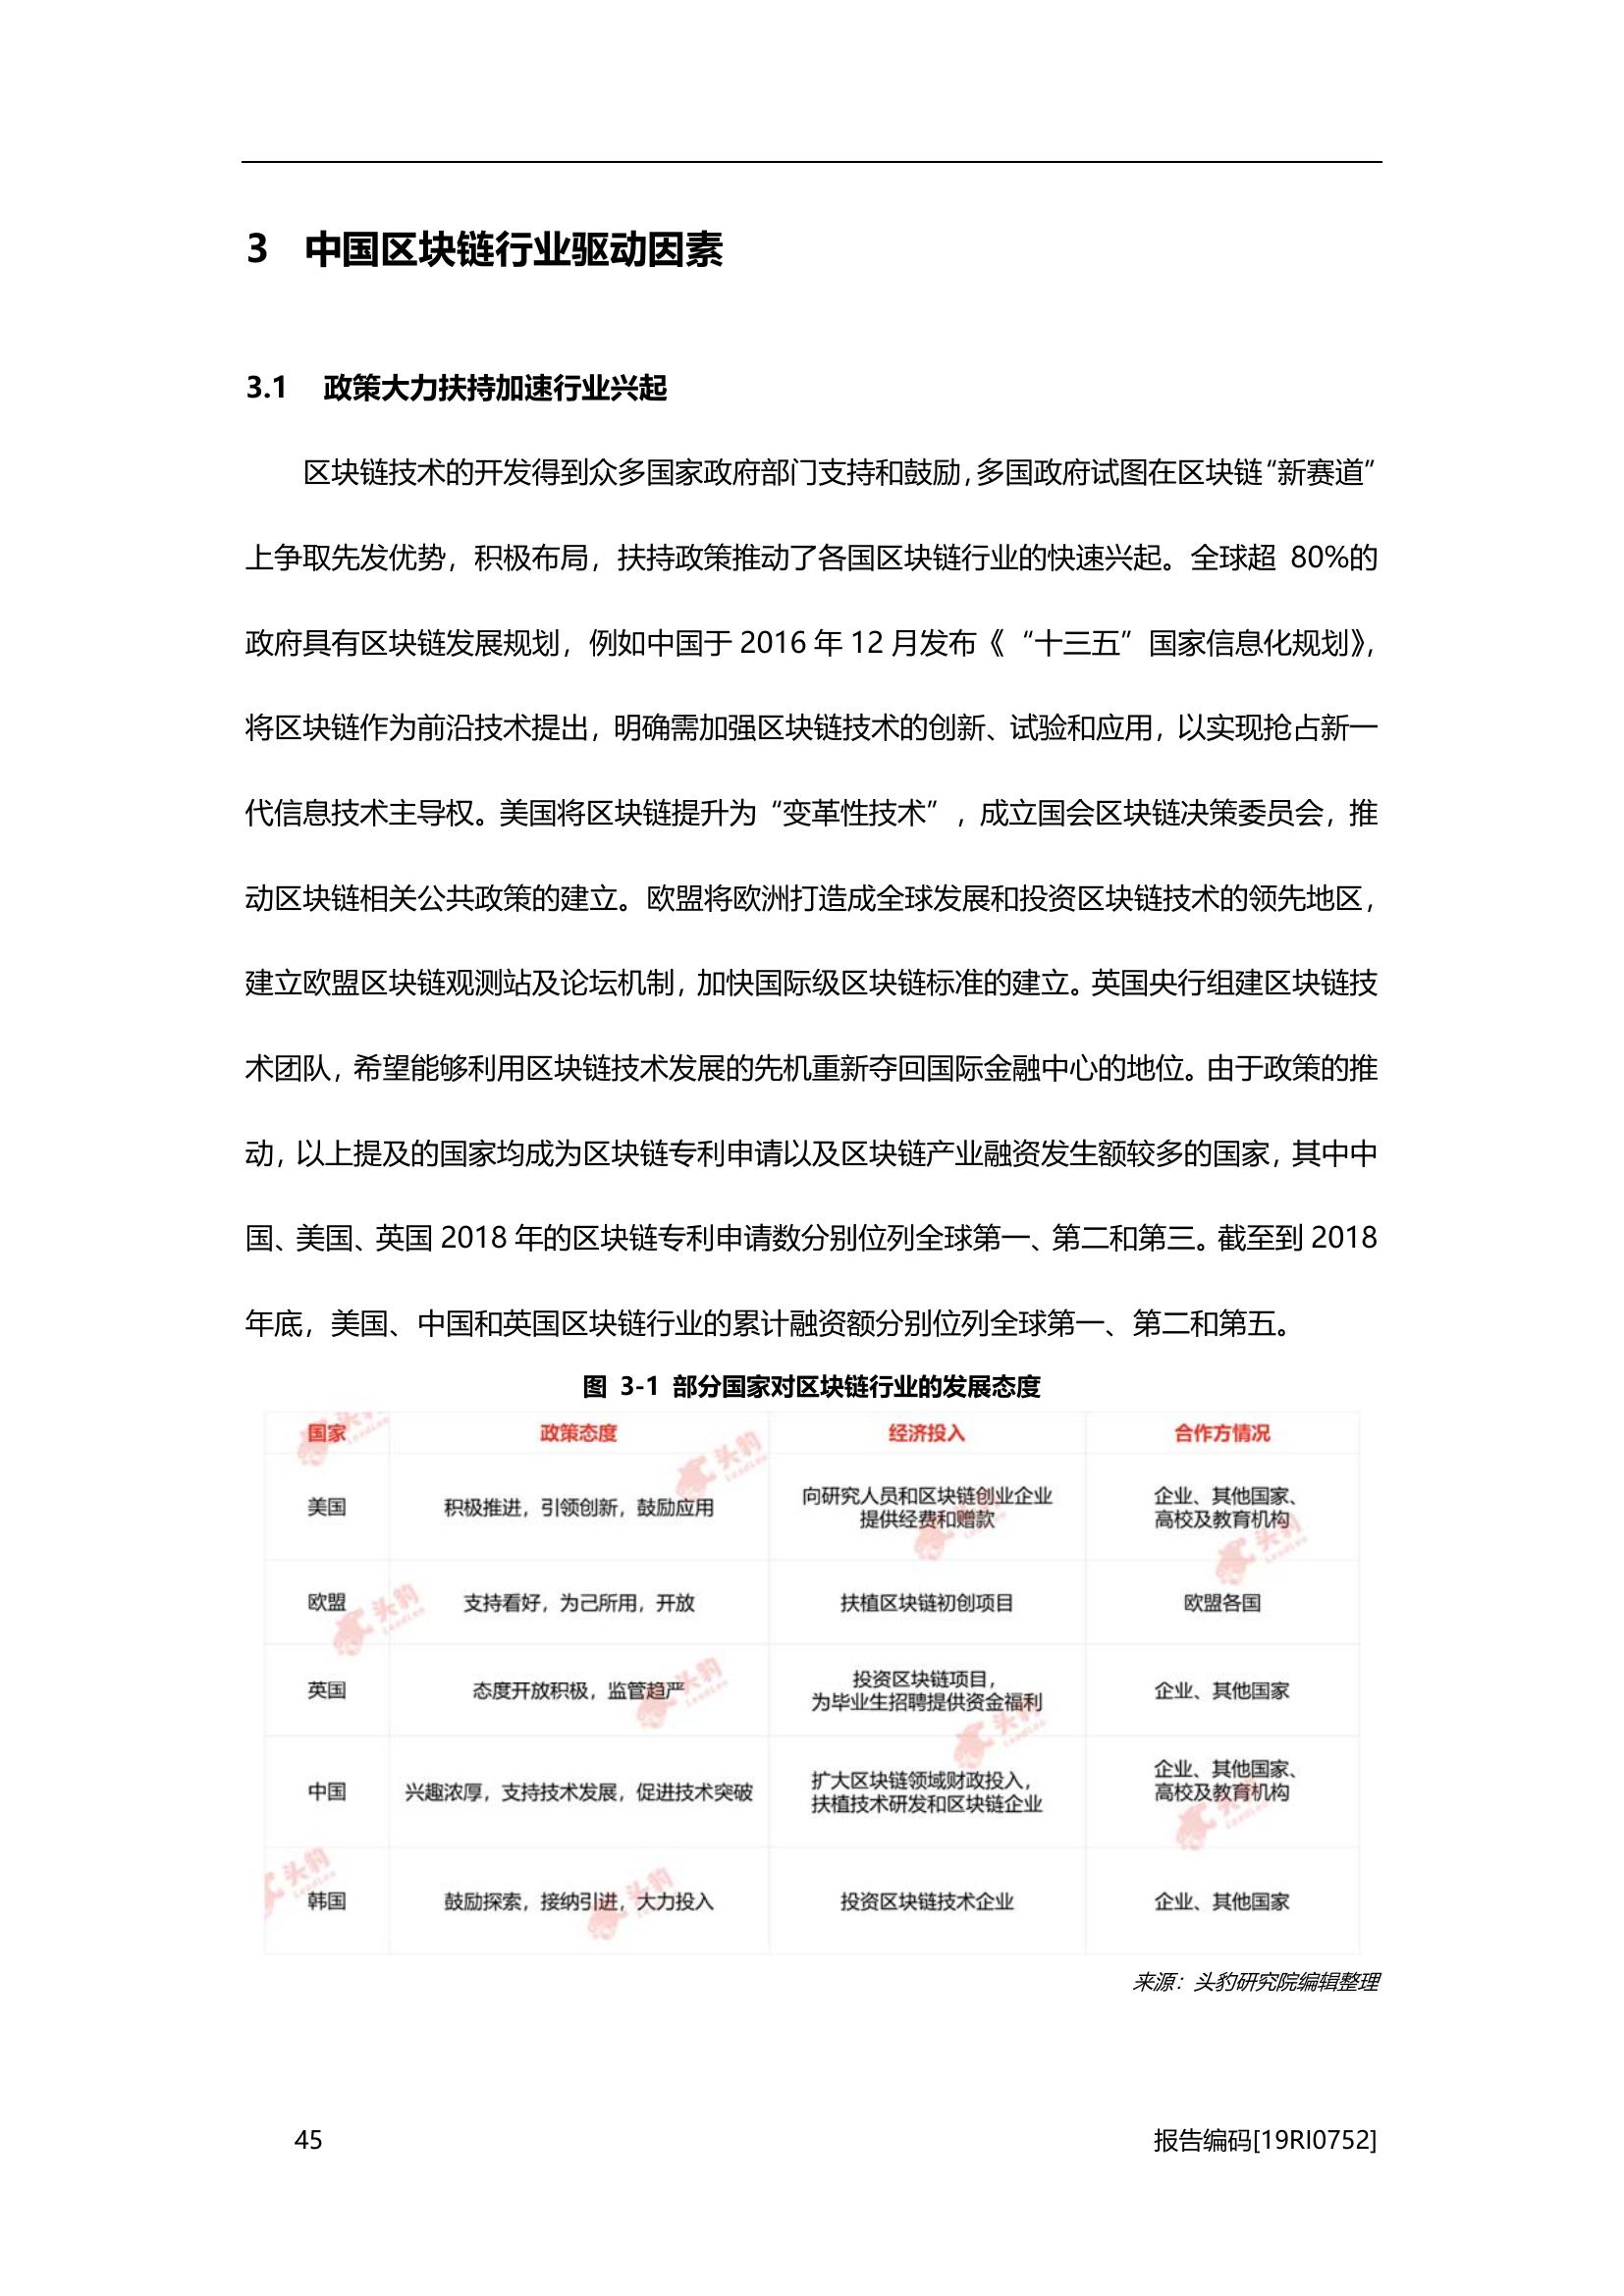 3 中国区块链行业驱动因素
3.1 政策大力扶持加速行业兴起
区块链技术的开发得到众多国家政府部门支持和鼓励，多国政府试图在区块链“新赛道”
上争取先发优势，积极布局，扶持政策推动了各国区块链行业的快速兴起。全球超 80%的
政府具有区块链发展规划，例如中国于 2016 年 12 月发布《“十三五”国家信息化规划》，
将区块链作为前沿技术提出，明确需加强区块链技术的创新、试验和应用，以实现抢占新一
代信息技术主导权。美国将区块链提升为“变革性技术”，成立国会区块链决策委员会，推
动区块链相关公共政策的建立。欧盟将欧洲打造成全球发展和投资区块链技术的领先地区，
建立欧盟区块链观测站及论坛机制，加快国际级区块链标准的建立。英国央行组建区块链技
术团队，希望能够利用区块链技术发展的先机重新夺回国际金融中心的地位。由于政策的推
动，以上提及的国家均成为区块链专利申请以及区块链产业融资发生额较多的国家，其中中
国、美国、英国 2018 年的区块链专利申请数分别位列全球第一、第二和第三。截至到 2018
年底，美国、中国和英国区块链行业的累计融资额分别位列全球第一、第二和第五。
图 3-1 部分国家对区块链行业的发展态度
国家 政策态度 经济投入 合作方情况
美国 积极推进，引领创新，鼓励应用 向研究人员和区块链创业企业 企业、其他国家、
提供经费和赠款 高校及教育机构
欧盟 支持看好，为己所用，开放 扶植区块链初创项目 欧盟各国
英国 态度开放积极，监管趋严 投资区块链项目， 企业、其他国家
为毕业生招聘提供资金福利
中国 兴趣浓厚，支持技术发展，促进技术突破 扩大区块链领域财政投入， 企业、其他国家、
扶植技术研发和区块链企业 高校及教育机构
韩国 鼓励探索，接纳引进，大力投入 投资区块链技术企业 企业、其他国家
来源：头豹研究院编辑整理
45 报告编码[19RI0752]